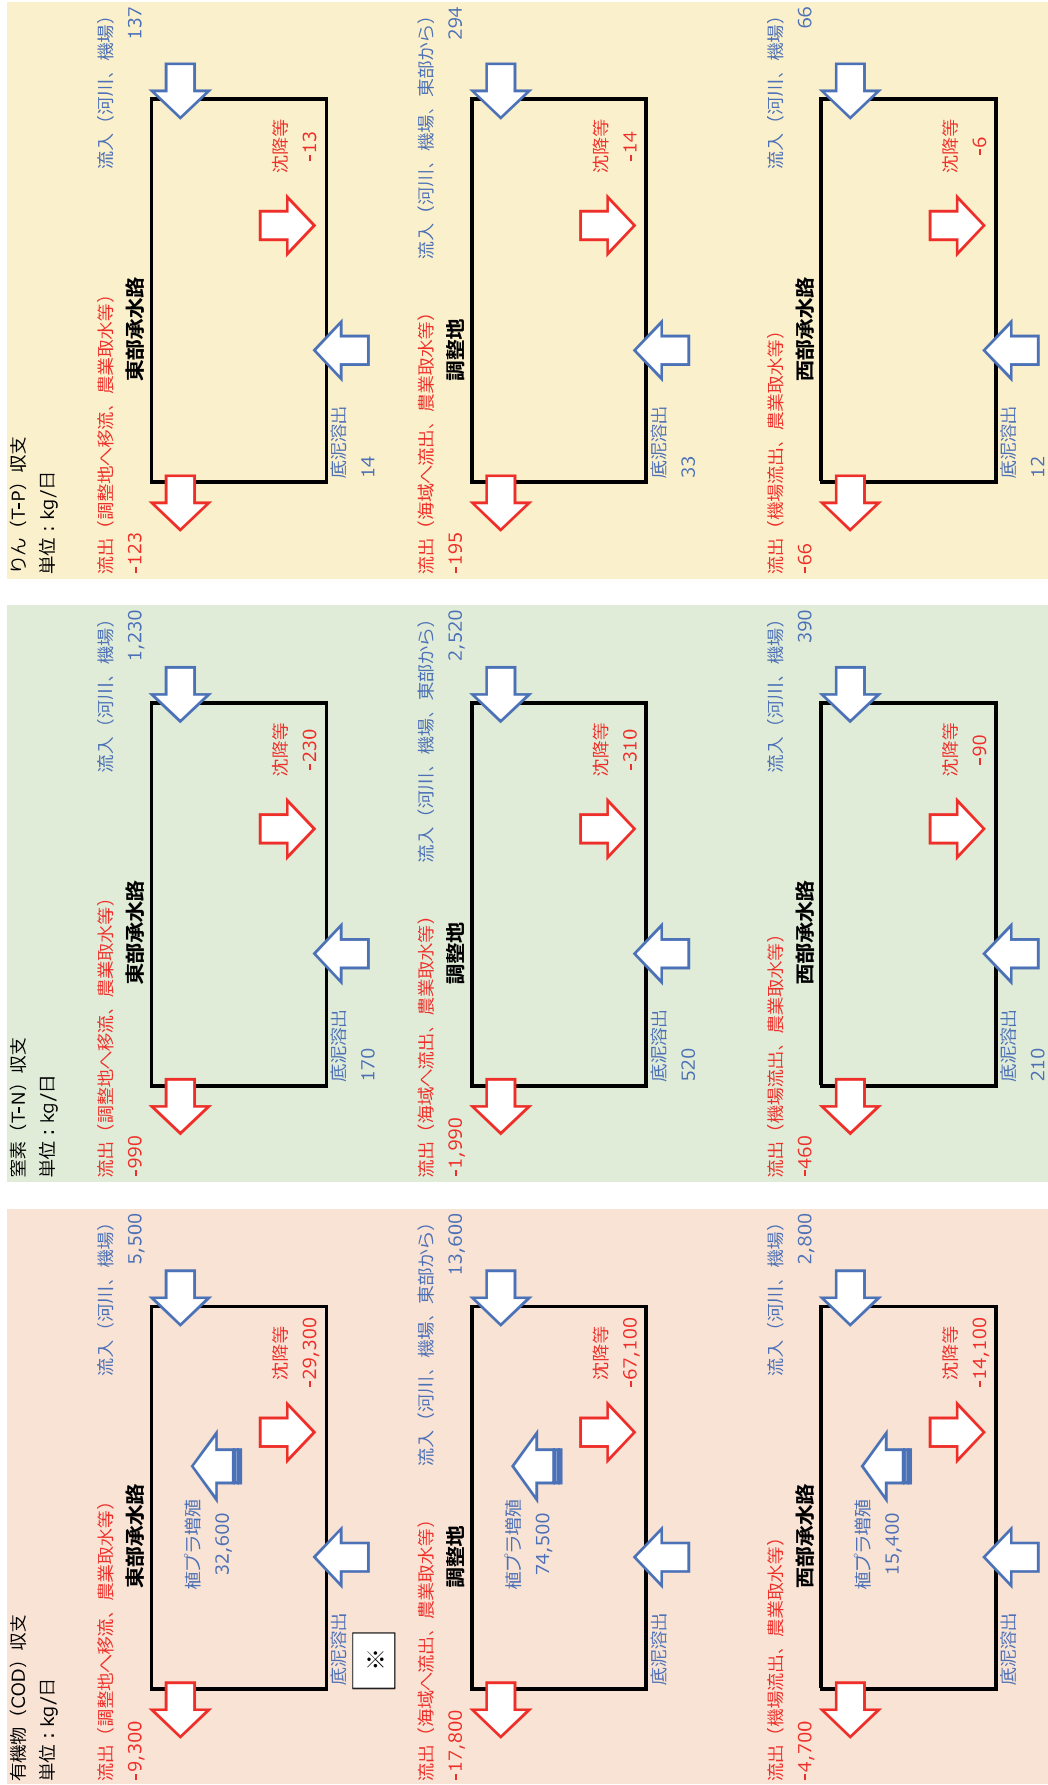 有機物（COD）収支
単位：kg/日
流出（調整地へ移流、農業取水等）
-9,300
流入（河川、機場）
5,500
東部承水路
植プラ増殖
32,600
沈降等
-29,300
底泥溶出
※
流出（海域へ流出、農業取水等）
-17,800
流入（河川、機場、東部から）
13,600
調整地
植プラ増殖
74,500
沈降等
-67,100
底泥溶出
流出（機場流出、農業取水等）
-4,700
流入（河川、機場）
2,800
西部承水路
植プラ増殖
15,400
沈降等
-14,100
底泥溶出
窒素（T-N）収支
単位：kg/日
流出（調整地へ移流、農業取水等）
-990
流入（河川、機場）
1,230
東部承水路
沈降等
-230
底泥溶出
170
流出（海域へ流出、農業取水等）
-1,990
流入（河川、機場、東部から）
2,520
調整地
沈降等
-310
底泥溶出
520
流出（機場流出、農業取水等）
-460
流入（河川、機場）
390
西部承水路
沈降等
-90
底泥溶出
210
りん（T-P）収支
単位：kg/日
流出（調整地へ移流、農業取水等）
-123
流入（河川、機場）
137
東部承水路
沈降等
-13
底泥溶出
14
流出（海域へ流出、農業取水等）
-195
流入（河川、機場、東部から）
294
調整地
沈降等
-14
底泥溶出
33
流出（機場流出、農業取水等）
-66
流入（河川、機場）
66
西部承水路
沈降等
-6
底泥溶出
12